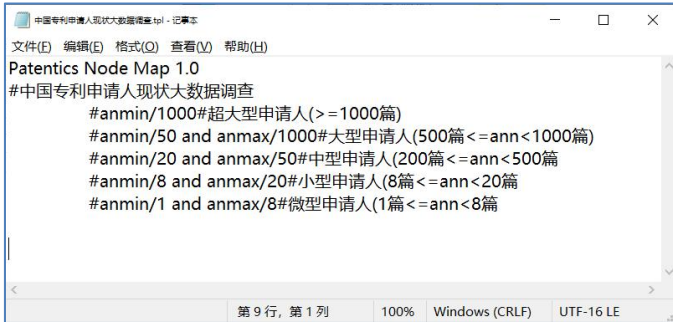 中国专利申请人现状大数据调查.tpl - 记事本
文件(F) 编辑(E) 格式(O) 查看(V) 帮助(H)
Patentics Node Map 1.0
#中国专利申请人现状大数据调查
#anmin/1000#超大型申请人(>=1000篇)
#anmin/50 and anmax/1000#大型申请人(500篇<=ann<1000篇)
#anmin/20 and anmax/50#中型申请人(200篇<=ann<500篇
#anmin/8 and anmax/20#小型申请人(8篇<=ann<20篇
#anmin/1 and anmax/8#微型申请人(1篇<=ann<8篇
第 9 行，第 1 列 100% Windows (CRLF) UTF-16 LE